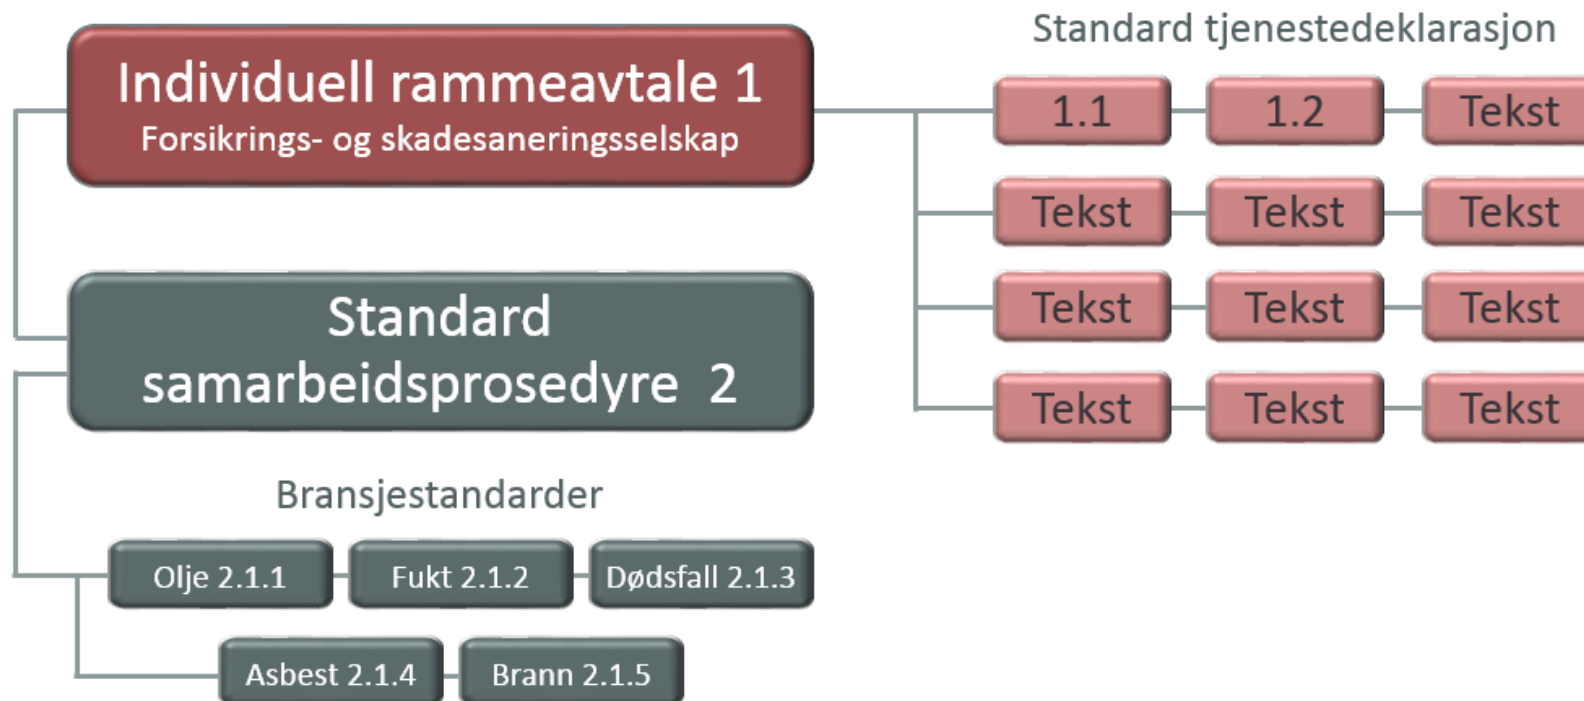 Individuell rammeavtale 1
Forsikrings- og skadesaneringsselskap
Standard
samarbeidsprosedyre 2
Bransjestandarder
Olje 2.1.1
Fukt 2.1.2
Dødsfall 2.1.3
Asbest 2.1.4
Brann 2.1.5
Standard tjenestedeklarasjon
1.1
1.2
Tekst
Tekst
Tekst
Tekst
Tekst
Tekst
Tekst
Tekst
Tekst
Tekst